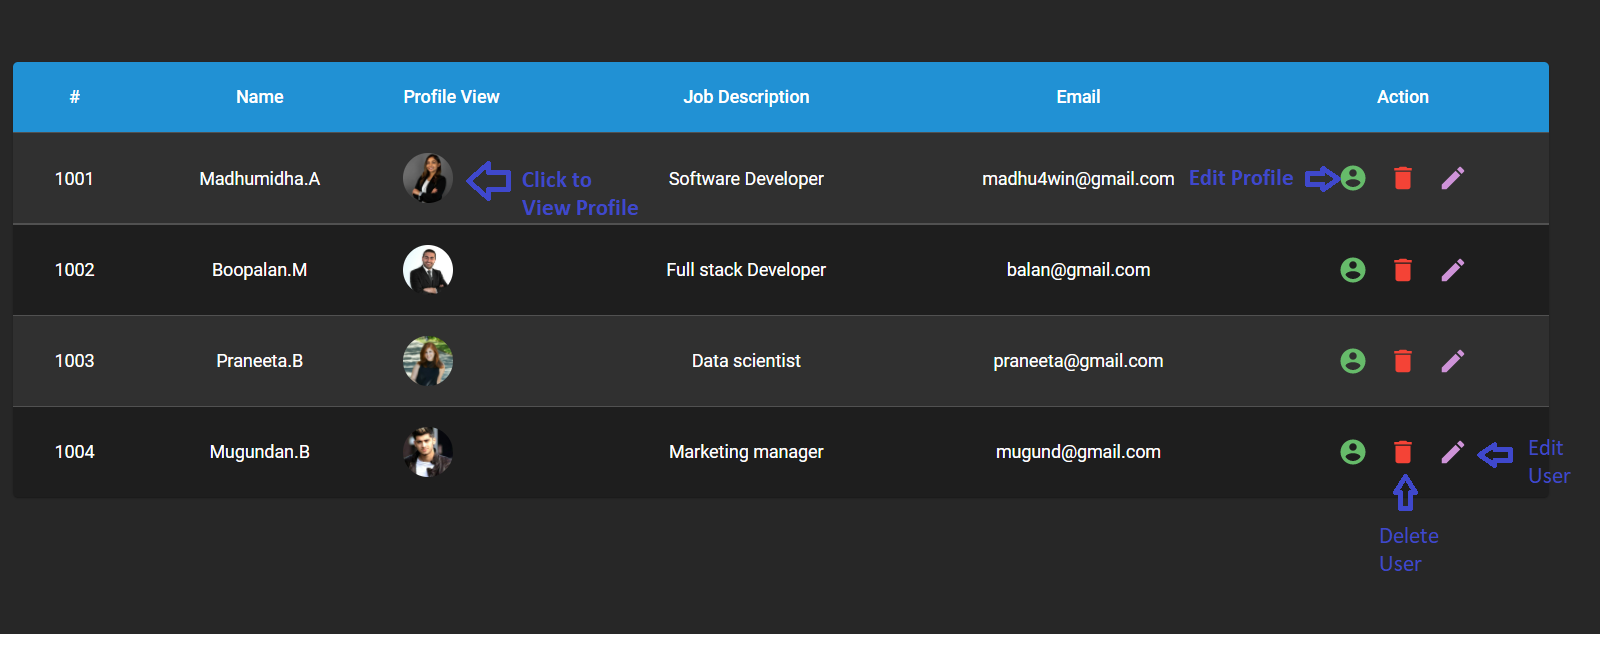 # Name Profile View Job Description Email Action
1001 Madhumidha.A Click to View Profile Software Developer madhu4win@gmail.com Edit Profile
1002 Boopalan.M Full stack Developer balan@gmail.com
1003 Praneeta.B Data scientist praneeta@gmail.com
1004 Mugundan.B Marketing manager mugund@gmail.com Edit
User
Delete
User